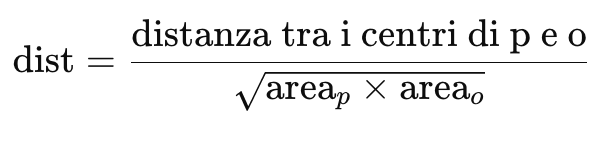 dist = distanza tra i centri di p e o / √(area_p × area_o)